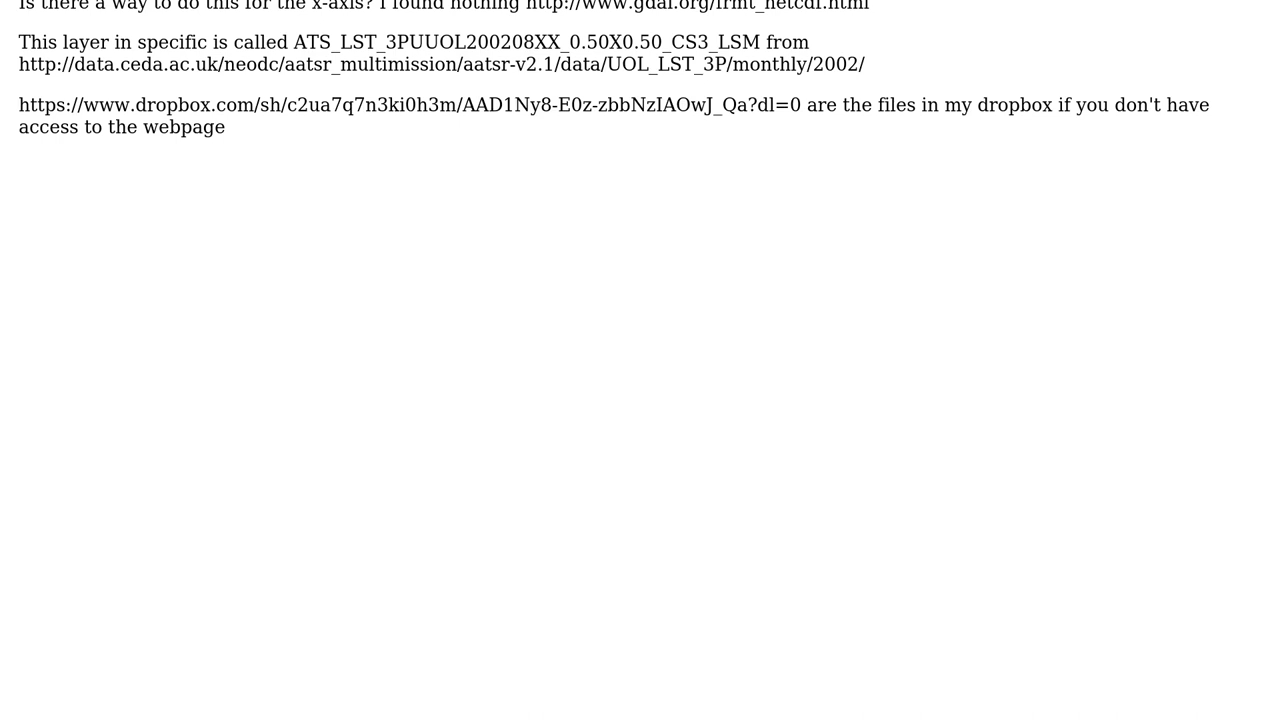 Is there a way to do this for the x-axis? I found nothing http://www.gdal.org/frmt_netcdf.html
This layer in specific is called ATS_LST_3PUUOL200208XX_0.50X0.50_CS3_LSM from
http://data.ceda.ac.uk/neodc/aatsr_multimission/aatsr-v2.1/data/UOL_LST_3P/monthly/2002/
https://www.dropbox.com/sh/c2ua7q7n3ki0h3m/AAD1Ny8-E0z-zbbNzIAOwJ_Qa?dl=0 are the files in my dropbox if you don't have
access to the webpage